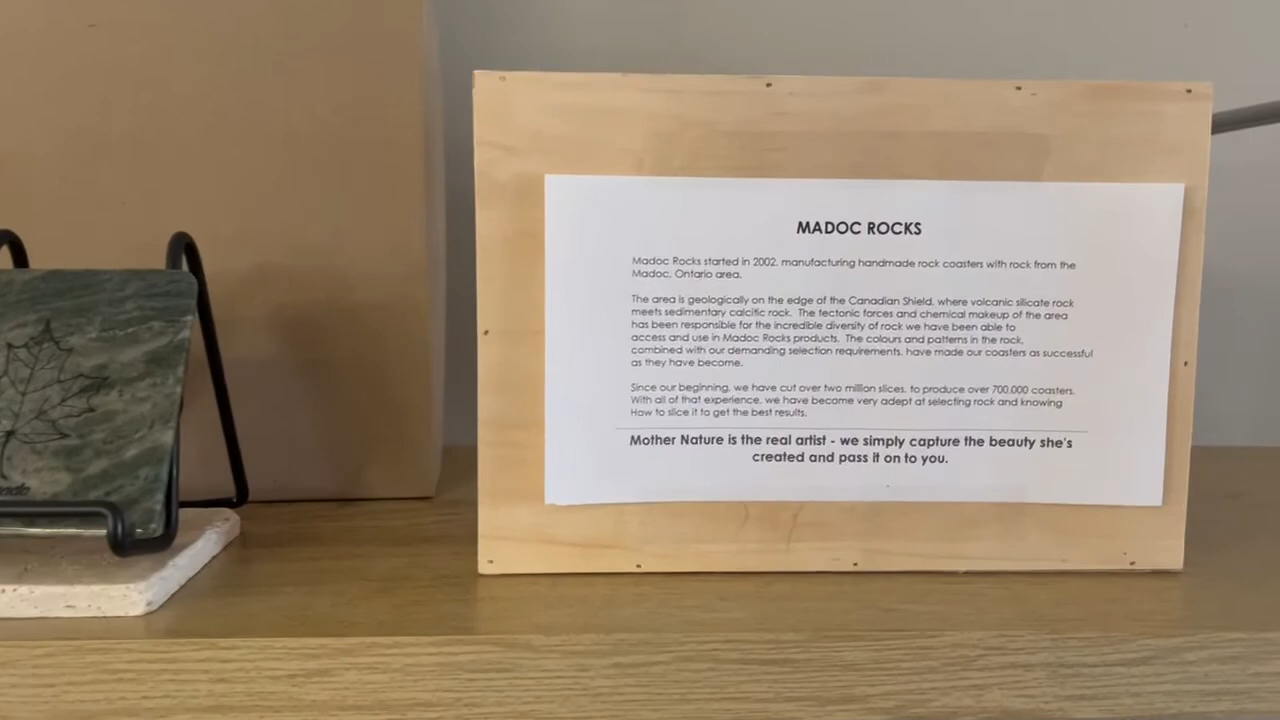 MADOC ROCKS
Madoc Rocks started in 2002, manufacturing handmade rock coasters with rock from the
Madoc, Ontario area.
The area is geologically on the edge of the Canadian Shield, where volcanic silicate rock
meets sedimentary calcitic rock. The tectonic forces and chemical makeup of the area
has been responsible for the incredible diversity of rock we have been able to
access and use in Madoc Rocks products. The colours and patterns in the rock,
combined with our demanding selection requirements, have made our coasters as successful
as they have become.
Since our beginning, we have cut over two million slices, to produce over 700,000 coasters.
With all of that experience, we have become very adept at selecting rock and knowing
How to slice it to get the best results.
Mother Nature is the real artist - we simply capture the beauty she's
created and pass it on to you.